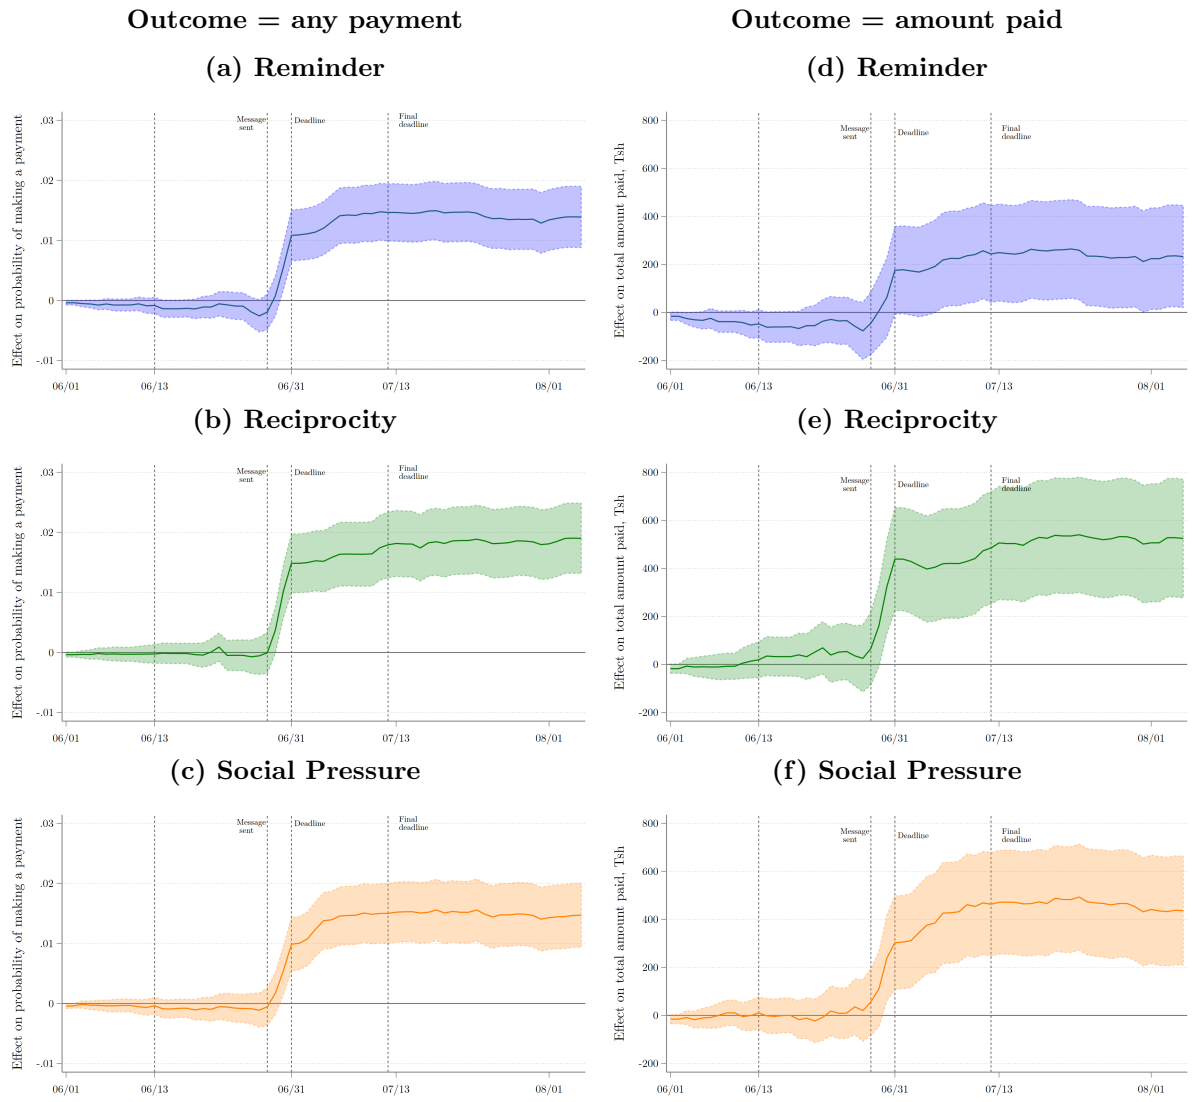 Outcome = any payment
Outcome = amount paid
(a) Reminder
Effect on probability of making a payment
.03
.02
.01
0
-.01
Message
sent
Deadline
Final
deadline
06/01
06/13
06/31
07/13
08/01
(d) Reminder
Effect on total amount paid, Tsh
800
600
400
200
0
-200
Message
sent
Deadline
Final
deadline
06/01
06/13
06/31
07/13
08/01
(b) Reciprocity
Effect on probability of making a payment
.03
.02
.01
0
-.01
Message
sent
Deadline
Final
deadline
06/01
06/13
06/31
07/13
08/01
(e) Reciprocity
Effect on total amount paid, Tsh
800
600
400
200
0
-200
Message
sent
Deadline
Final
deadline
06/01
06/13
06/31
07/13
08/01
(c) Social Pressure
Effect on probability of making a payment
.03
.02
.01
0
-.01
Message
sent
Deadline
Final
deadline
06/01
06/13
06/31
07/13
08/01
(f) Social Pressure
Effect on total amount paid, Tsh
800
600
400
200
0
-200
Message
sent
Deadline
Final
deadline
06/01
06/13
06/31
07/13
08/01